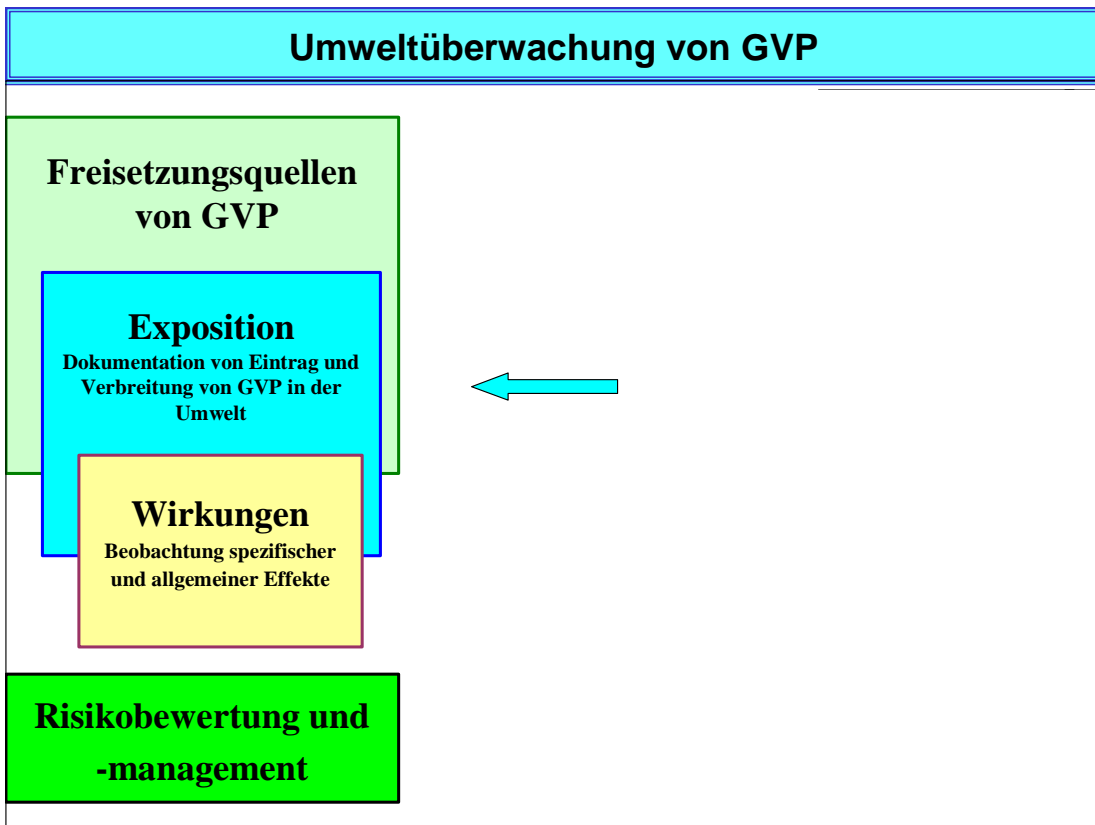 Umweltüberwachung von GVP
Freisetzungsquellen
von GVP
Exposition
Dokumentation von Eintrag und
Verbreitung von GVP in der
Umwelt
Wirkungen
Beobachtung spezifischer
und allgemeiner Effekte
Risikobewertung und
-management